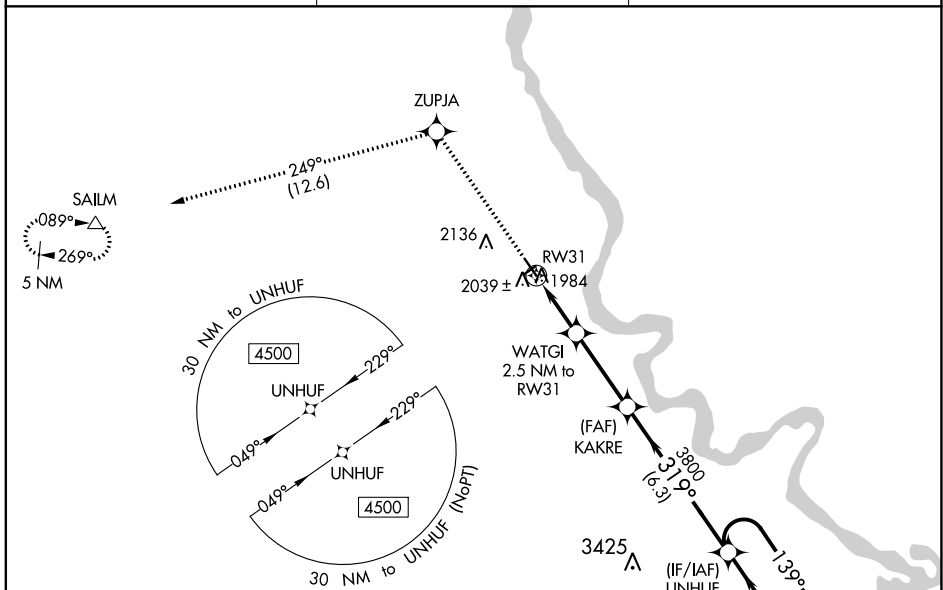 ZUPJA
249°
(12.6)
SAILM
089°
269°
5 NM
2136
RW31
2039 ±
1984
30 NM to UNHUF
4500
229°
UNHUF
049°
WATGI
2.5 NM to
RW31
229°
UNHUF
049°
4500
30 NM to UNHUF (NoPT)
(FAF)
KAKRE
3800
319°
(6.3)
3425
(IF/IAF)
UNHUF
139°